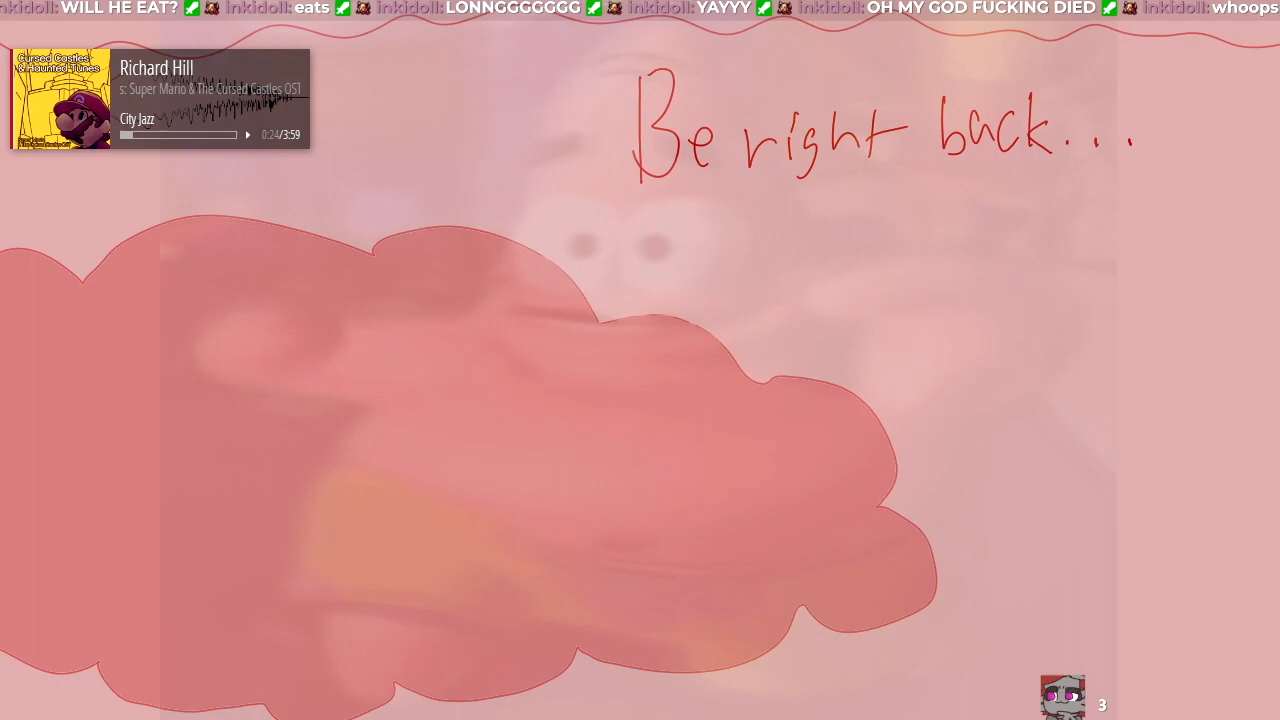 inkidoll: WILL HE EAT? inkidoll: eats inkidoll: LONNGGGGGGG inkidoll: YAYYY inkidoll: OH MY GOD FUCKING DIED inkidoll: whoops
Cursed Castles
& Haunted Tunes
Richard Hill
s: Super Mario & The Cursed Castles OST
City Jazz
0:24/3:59
Be right back...
3